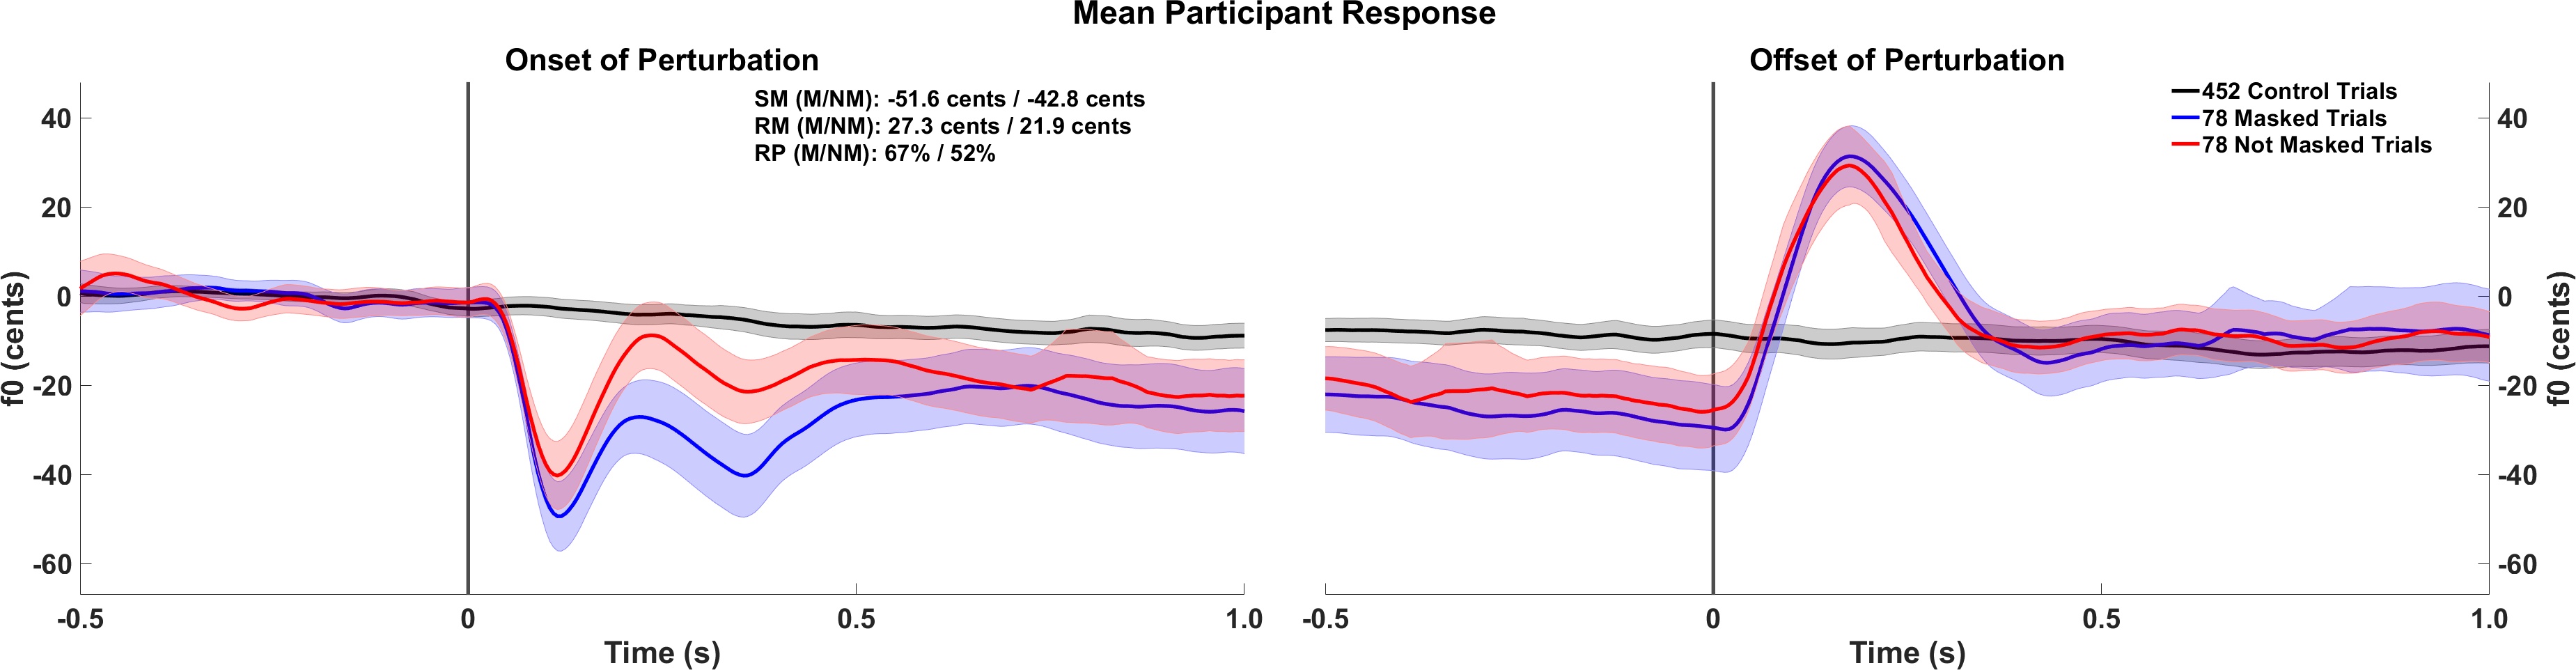 Mean Participant Response
Onset of Perturbation
SM (M/NM): -51.6 cents / -42.8 cents
RM (M/NM): 27.3 cents / 21.9 cents
RP (M/NM): 67% / 52%
40
20
0
-20
-40
-60
f0 (cents)
-0.5
0
0.5
1.0
Time (s)
Offset of Perturbation
452 Control Trials
78 Masked Trials
78 Not Masked Trials
40
20
0
-20
-40
-60
f0 (cents)
-0.5
0
0.5
1.0
Time (s)